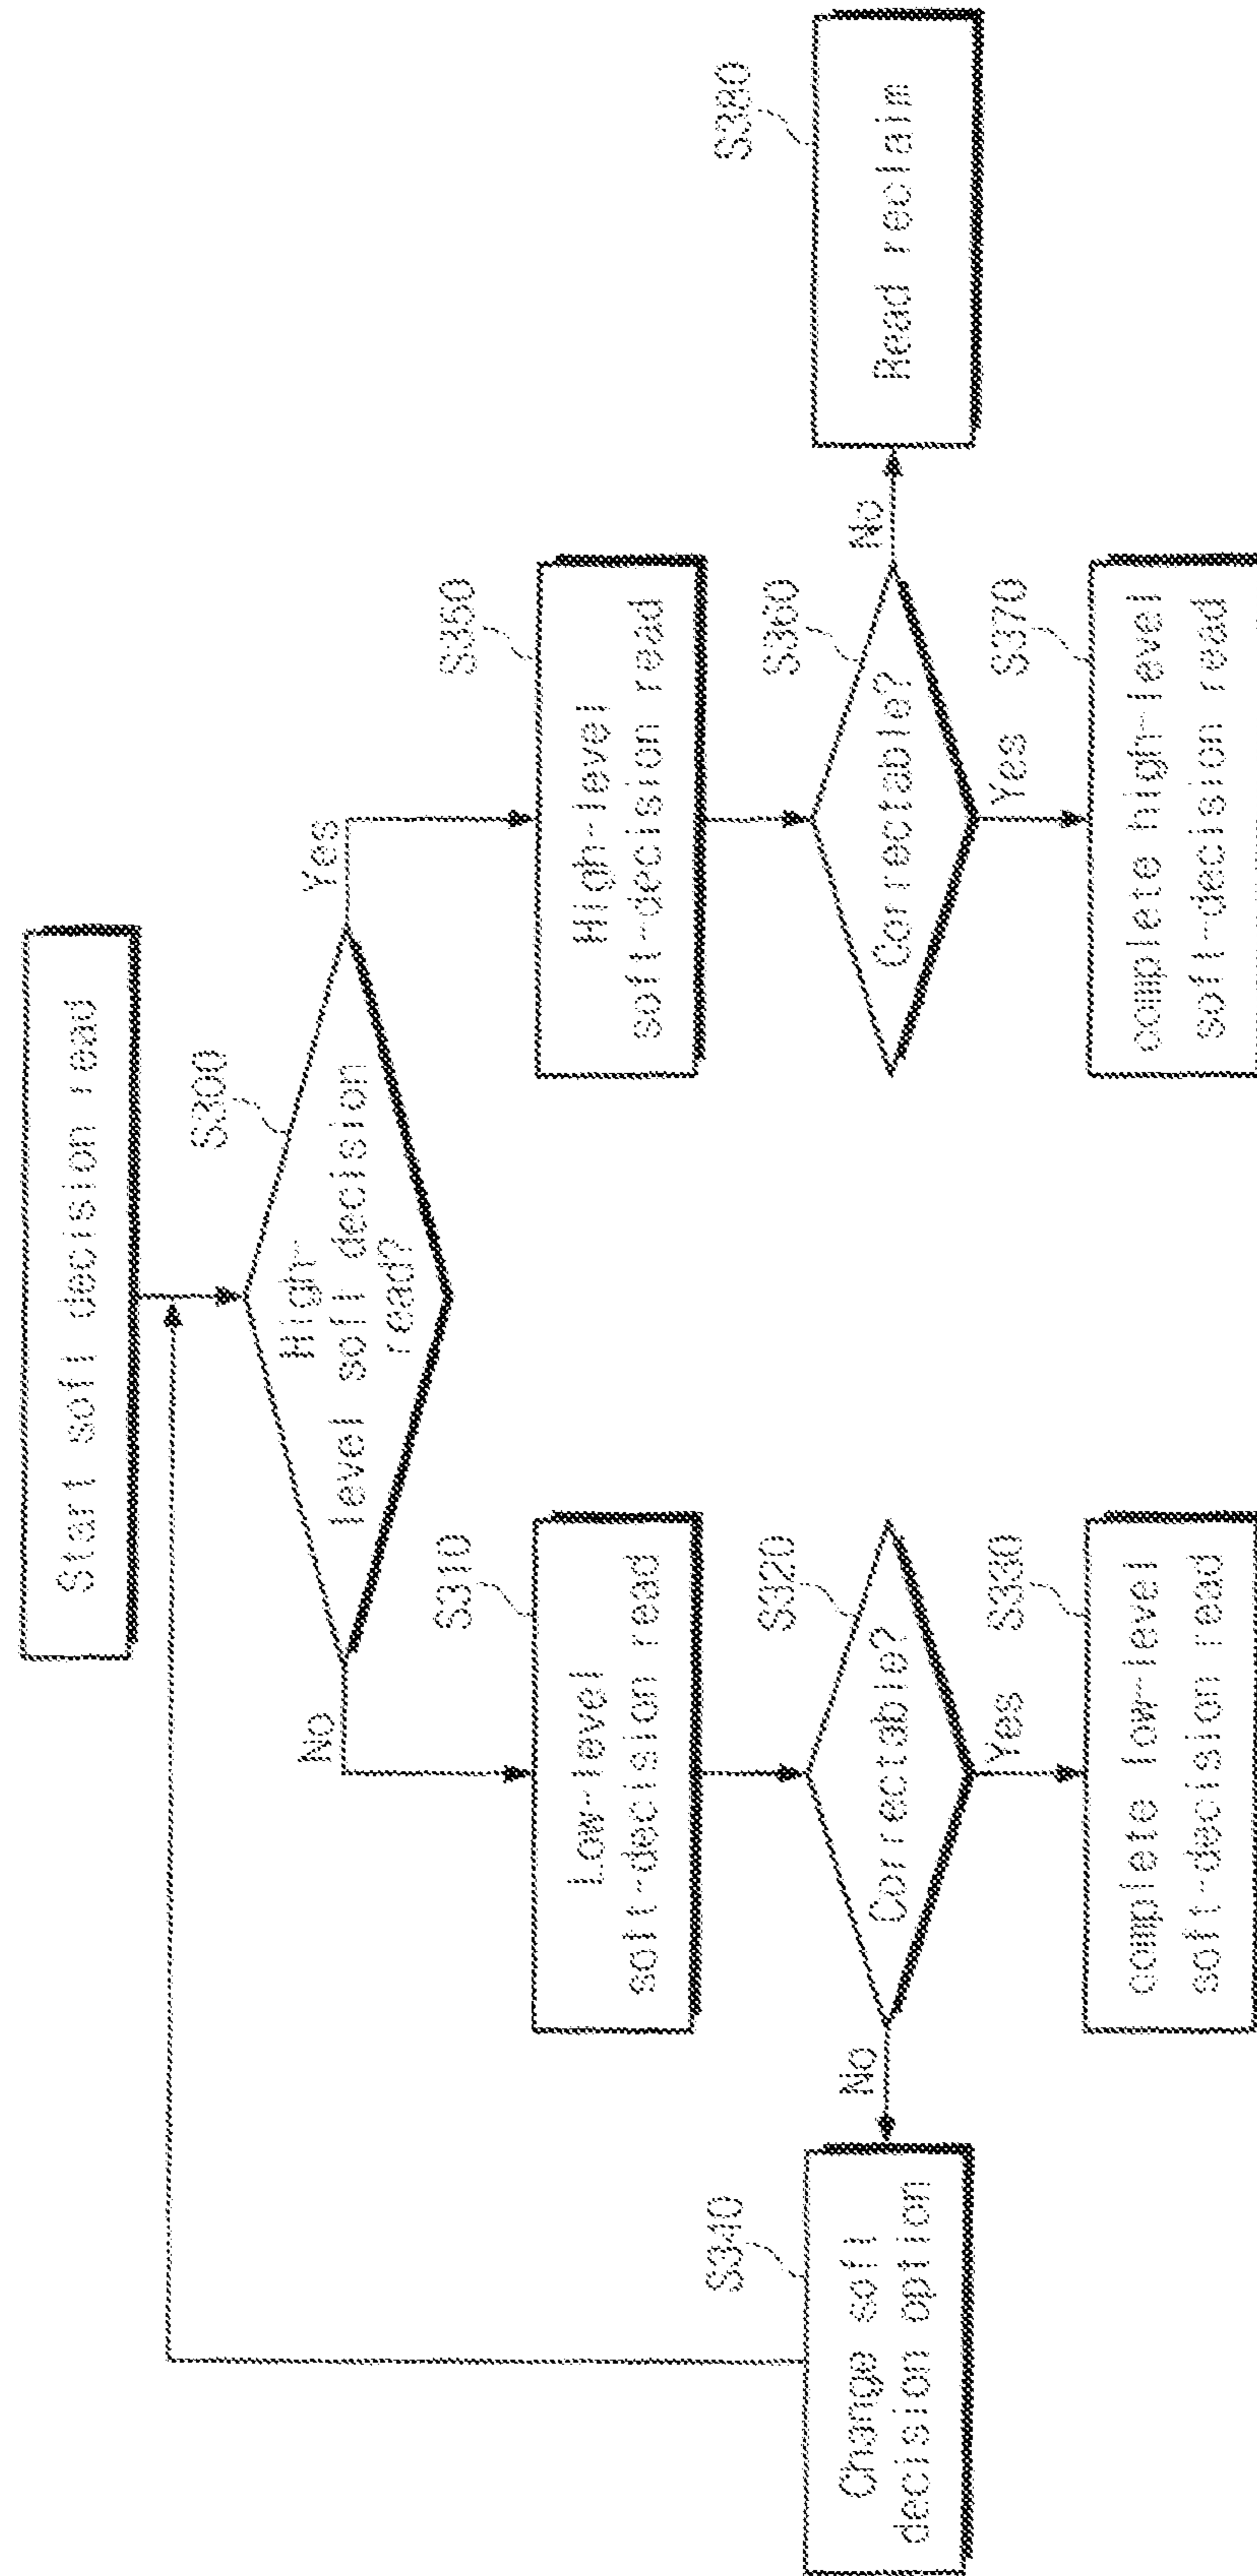 Start soft decision read
S300
High-
level soft decision
read?
No
Yes
S310
Low-level
soft-decision read
S350
High-level
soft-decision read
S340
Change soft
decision option
No
S320
Correctable?
S360
Correctable?
No
S380
Read reclaim
Yes
Yes
S330
complete low-level
soft-decision read
S370
complete high-level
soft-decision read